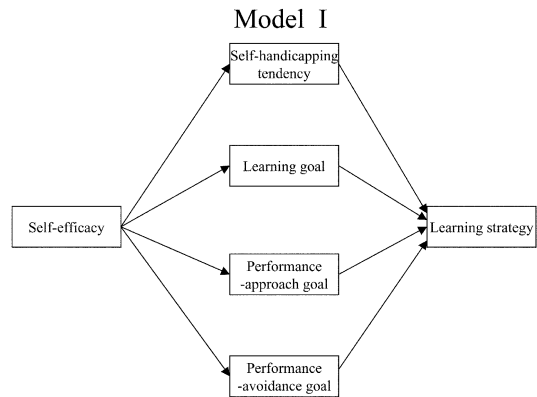 Model I
Self-handicapping
tendency
Learning goal
Self-efficacy
Learning strategy
Performance
-approach goal
Performance
-avoidance goal